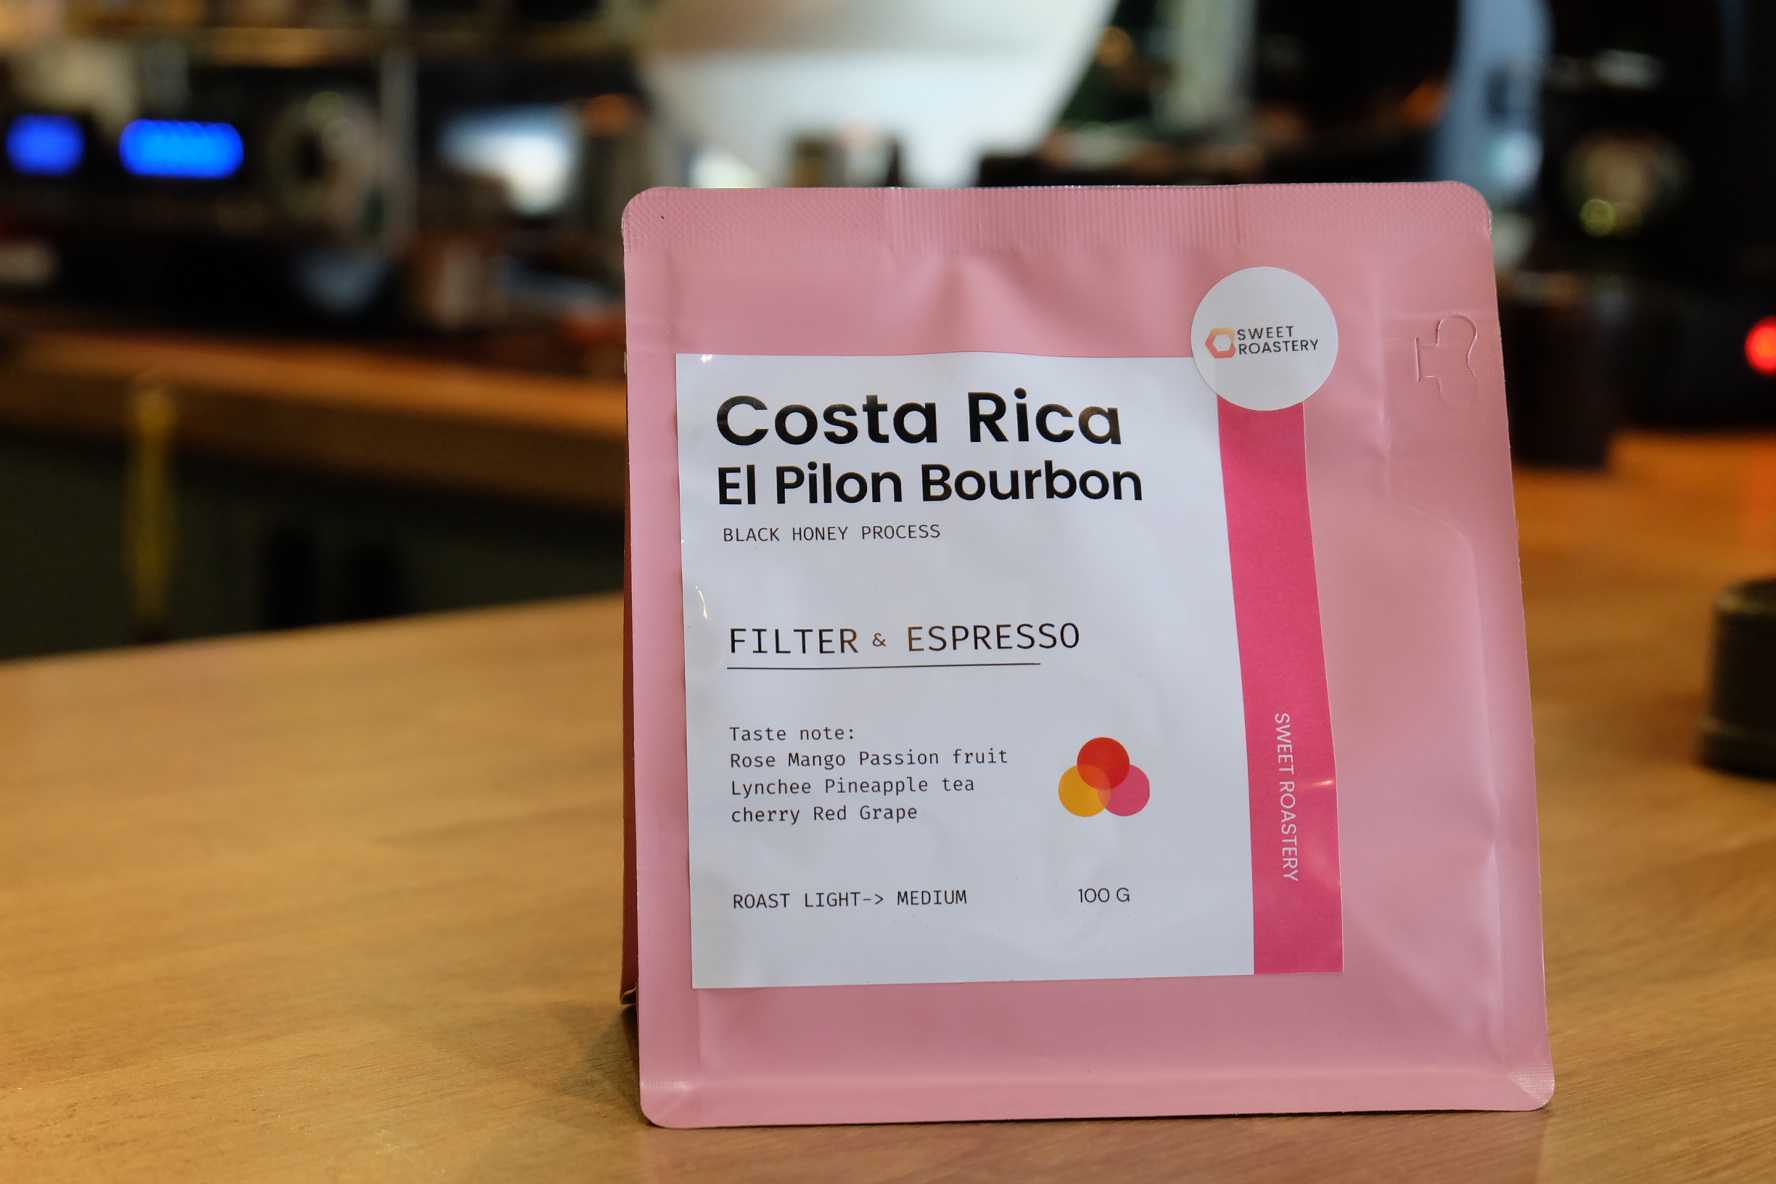 SWEET
ROASTERY
Costa Rica
El Pilon Bourbon
BLACK HONEY PROCESS
FILTER & ESPRESSO
Taste note:
Rose Mango Passion fruit
Lynchee Pineapple tea
cherry Red Grape
ROAST LIGHT-> MEDIUM
100 G
SWEET ROASTERY